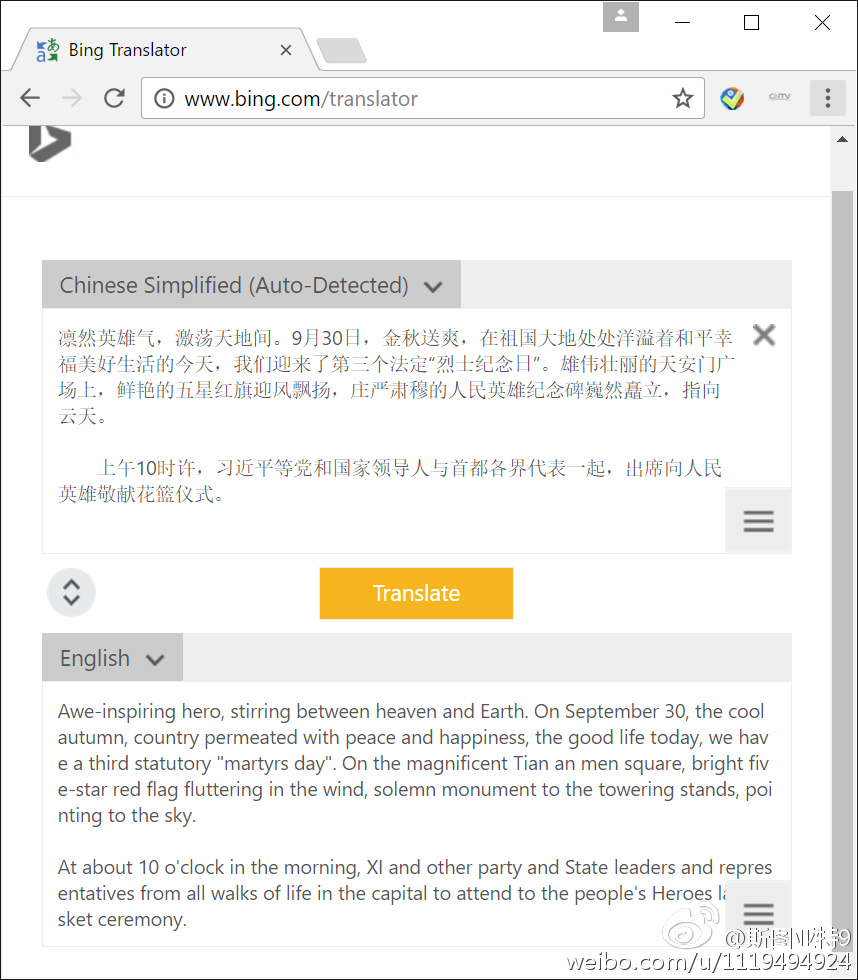 Bing Translator
www.bing.com/translator
Chinese Simplified (Auto-Detected)
凛然英雄气，激荡天地间。9月30日，金秋送爽，在祖国大地处处洋溢着和平幸
福美好生活的今天，我们迎来了第三个法定“烈士纪念日”。雄伟壮丽的天安门广
场上，鲜艳的五星红旗迎风飘扬，庄严肃穆的人民英雄纪念碑巍然矗立，指向
云天。
上午10时许，习近平等党和国家领导人与首都各界代表一起，出席向人民
英雄敬献花篮仪式。
Translate
English
Awe-inspiring hero, stirring between heaven and Earth. On September 30, the cool
autumn, country permeated with peace and happiness, the good life today, we hav
e a third statutory "martyrs day". On the magnificent Tian an men square, bright fiv
e-star red flag fluttering in the wind, solemn monument to the towering stands, poi
nting to the sky.
At about 10 o'clock in the morning, XI and other party and State leaders and repres
entatives from all walks of life in the capital to attend to the people's Heroes
sket ceremony.
weibo.com/u/1119494924